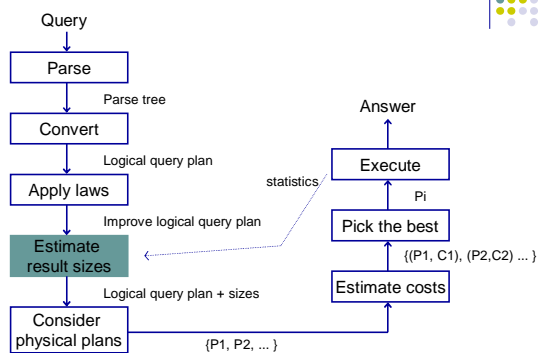 Query
Parse
Parse tree
Convert
Logical query plan
Apply laws
Improve logical query plan
Estimate
result sizes
Logical query plan + sizes
Consider
physical plans
{P1, P2, ... }
Estimate costs
{(P1, C1), (P2,C2) ... }
Pick the best
Pi
Execute
statistics
Answer